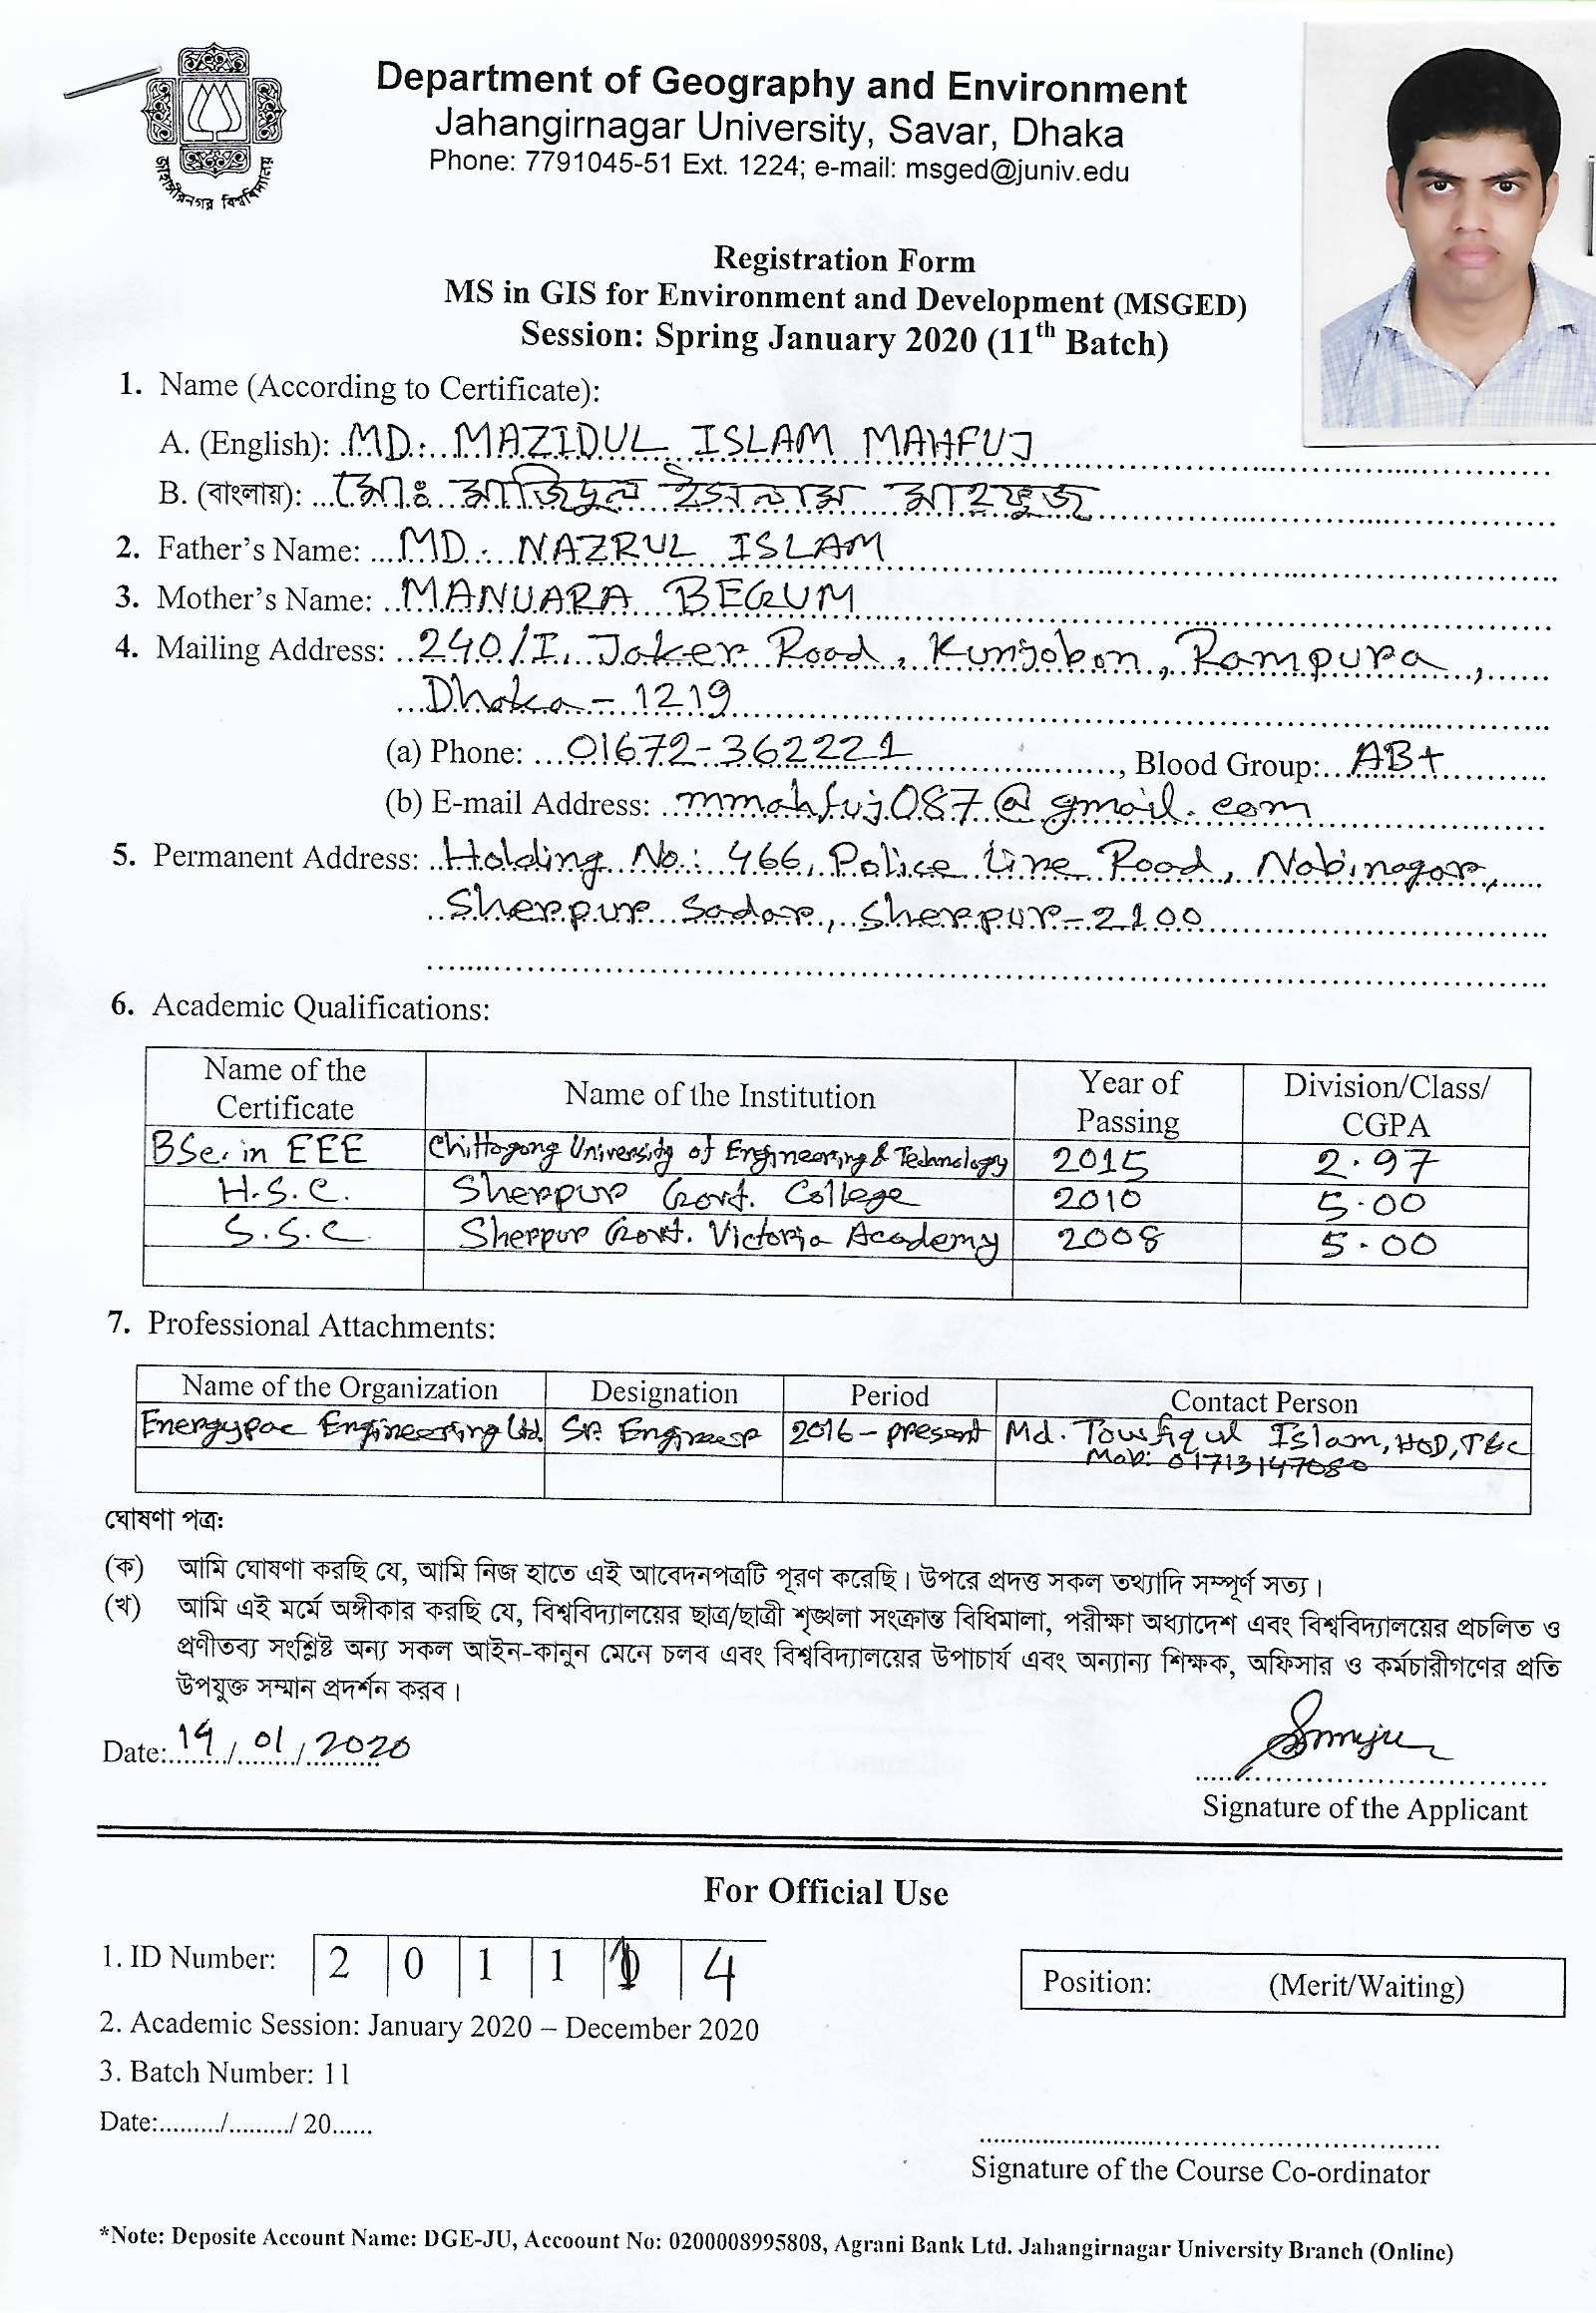 জাহাঙ্গীরনগর বিশ্ববিদ্যালয়
Department of Geography and Environment
Jahangirnagar University, Savar, Dhaka
Phone: 7791045-51 Ext. 1224; e-mail: msged@juniv.edu
Registration Form
MS in GIS for Environment and Development (MSGED)
Session: Spring January 2020 (11th Batch)
1. Name (According to Certificate):
A. (English): MD. MAZIDUL ISLAM MAHFUJ
B. (বাংলায়): মোঃ মাজিদুল ইসলাম মাহফুজ
2. Father's Name: MD. NAZRUL ISLAM
3. Mother's Name: MANUARA BEGUM
4. Mailing Address: 240/I, Jaker Road, Kunjobon, Rampura,
Dhaka - 1219
(a) Phone: 01672-362221, Blood Group: AB+
(b) E-mail Address: mmahfuj087@gmail.com
5. Permanent Address: Holding No: 466, Police Line Road, Nabinagar,
Sherpur Sadar, Sherpur-2100
6. Academic Qualifications:
Name of the Certificate Name of the Institution Year of Passing Division/Class/CGPA
BSc. in EEE Chittagong University of Engineering & Technology 2015 2.97
H.S.C. Sherpur Govt. College 2010 5.00
S.S.C Sherpur Govt. Victoria Academy 2008 5.00
7. Professional Attachments:
Name of the Organization Designation Period Contact Person
Energypac Engineering Ltd. Sr. Engineer 2016 - present Md. Towfiqul Islam, HOD, T&C
Mob: 01713147080
ঘোষণা পত্র:
(ক) আমি ঘোষণা করছি যে, আমি নিজ হাতে এই আবেদনপত্রটি পূরণ করেছি। উপরে প্রদত্ত সকল তথ্যাদি সম্পূর্ণ সত্য।
(খ) আমি এই মর্মে অঙ্গীকার করছি যে, বিশ্ববিদ্যালয়ের ছাত্র/ছাত্রী শৃঙ্খলা সংক্রান্ত বিধিমালা, পরীক্ষা অধ্যাদেশ এবং বিশ্ববিদ্যালয়ের প্রচলিত ও
প্রণীতব্য সংশ্লিষ্ট অন্য সকল আইন-কানুন মেনে চলব এবং বিশ্ববিদ্যালয়ের উপাচার্য এবং অন্যান্য শিক্ষক, অফিসার ও কর্মচারীগণের প্রতি
উপযুক্ত সম্মান প্রদর্শন করব।
Date: 14/01/2020
Signature of the Applicant
For Official Use
1. ID Number: 2 0 1 1 1 4
Position: (Merit/Waiting)
2. Academic Session: January 2020 – December 2020
3. Batch Number: 11
Date:........./........./ 20......
Signature of the Course Co-ordinator
*Note: Deposite Account Name: DGE-JU, Accoount No: 0200008995808, Agrani Bank Ltd. Jahangirnagar University Branch (Online)